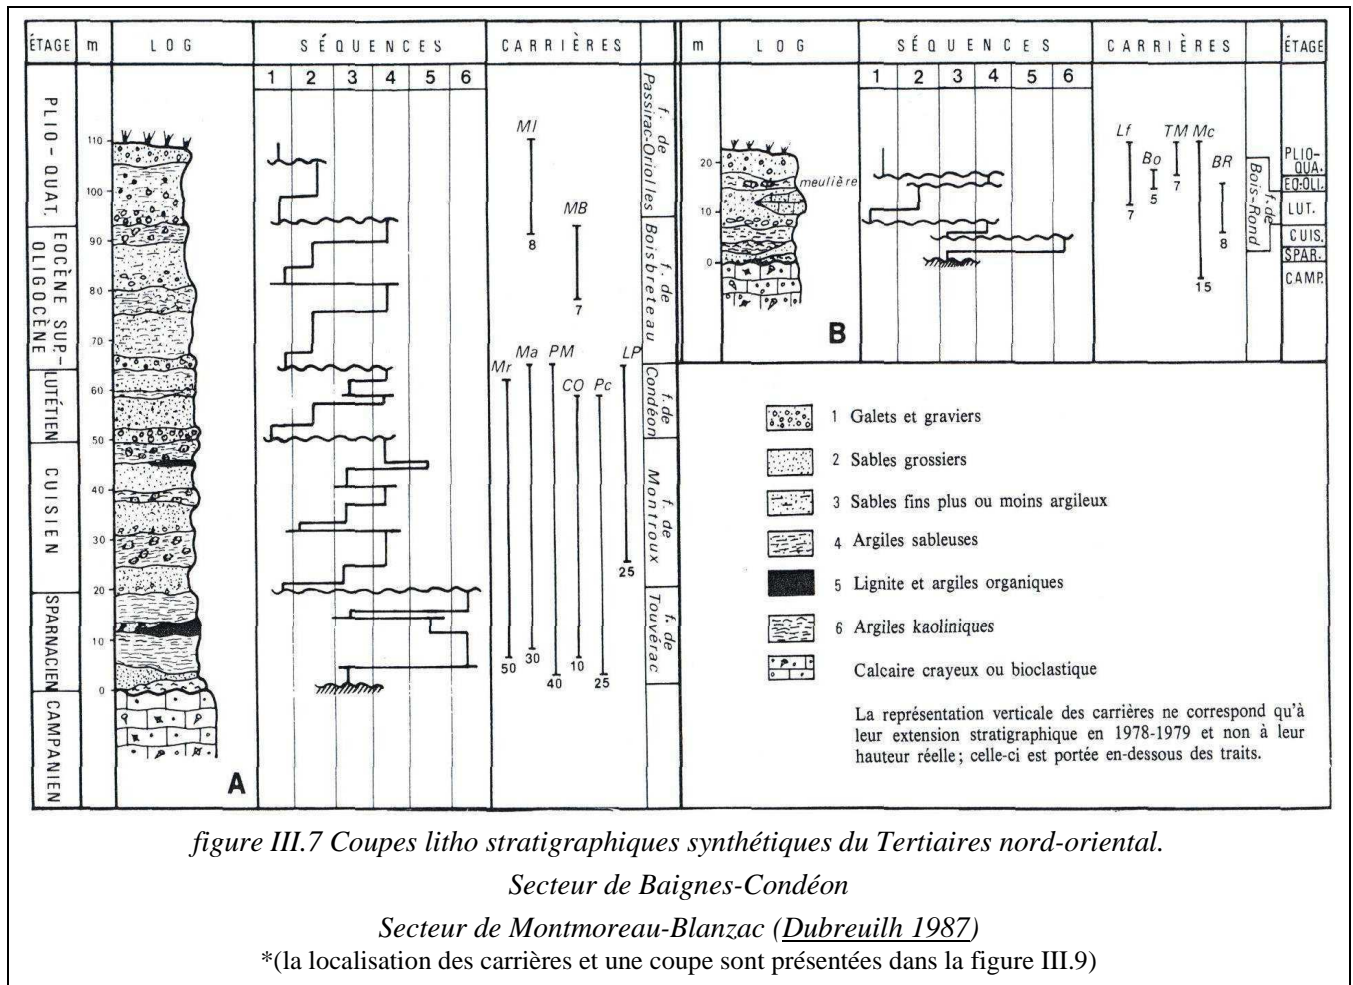 ÉTAGE m LOG SÉQUENCES CARRIÈRES
1 2 3 4 5 6
PLIO-QUAT.
EOCÈNE SUP.-
OLIGOCÈNE
LUTÉTIEN
CUISIEN
SPARNACIEN
CAMPANIEN
110
100
90
80
70
60
50
40
30
20
10
0
A
MI
8
MB
7
Mr
50
Ma
30
PM
40
CO
10
Pc
25
LP
25
f. de Passirac-Oriolles
f. de Boisbreteau
f. de Condéon
f. de Montroux
f. de Touvérac
m LOG SÉQUENCES CARRIÈRES ÉTAGE
1 2 3 4 5 6
20
10
0
meulière
B
Lf
7
Bo
5
TM
7
Mc
15
BR
8
f. de Bois-Rond
PLIO-
QUA.
EO.OLI.
LUT.
CUIS.
SPAR.
CAMP.
1 Galets et graviers
2 Sables grossiers
3 Sables fins plus ou moins argileux
4 Argiles sableuses
5 Lignite et argiles organiques
6 Argiles kaoliniques
Calcaire crayeux ou bioclastique
La représentation verticale des carrières ne correspond qu'à
leur extension stratigraphique en 1978-1979 et non à leur
hauteur réelle ; celle-ci est portée en-dessous des traits.
figure III.7 Coupes litho stratigraphiques synthétiques du Tertiaires nord-oriental.
Secteur de Baignes-Condéon
Secteur de Montmoreau-Blanzac (Dubreuilh 1987)
*(la localisation des carrières et une coupe sont présentées dans la figure III.9)